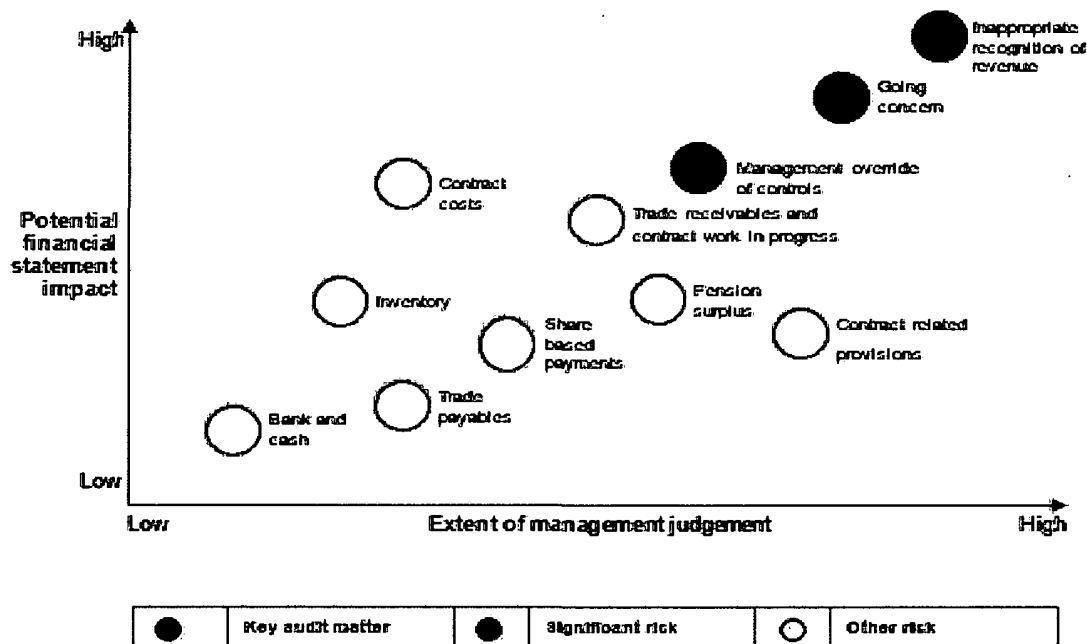 High
Inappropriate
recognition of
revenue
Going
concern
Management override
of controls
Contract
costs
Trade receivables and
contract work in progress
Potential
financial
statement
impact
Inventory
Pension
surplus
Share
based
payments
Contract related
provisions
Trade
payables
Bank and
cash
Low
Low
Extent of management judgement
High
Key audit matter
Significant risk
Other risk